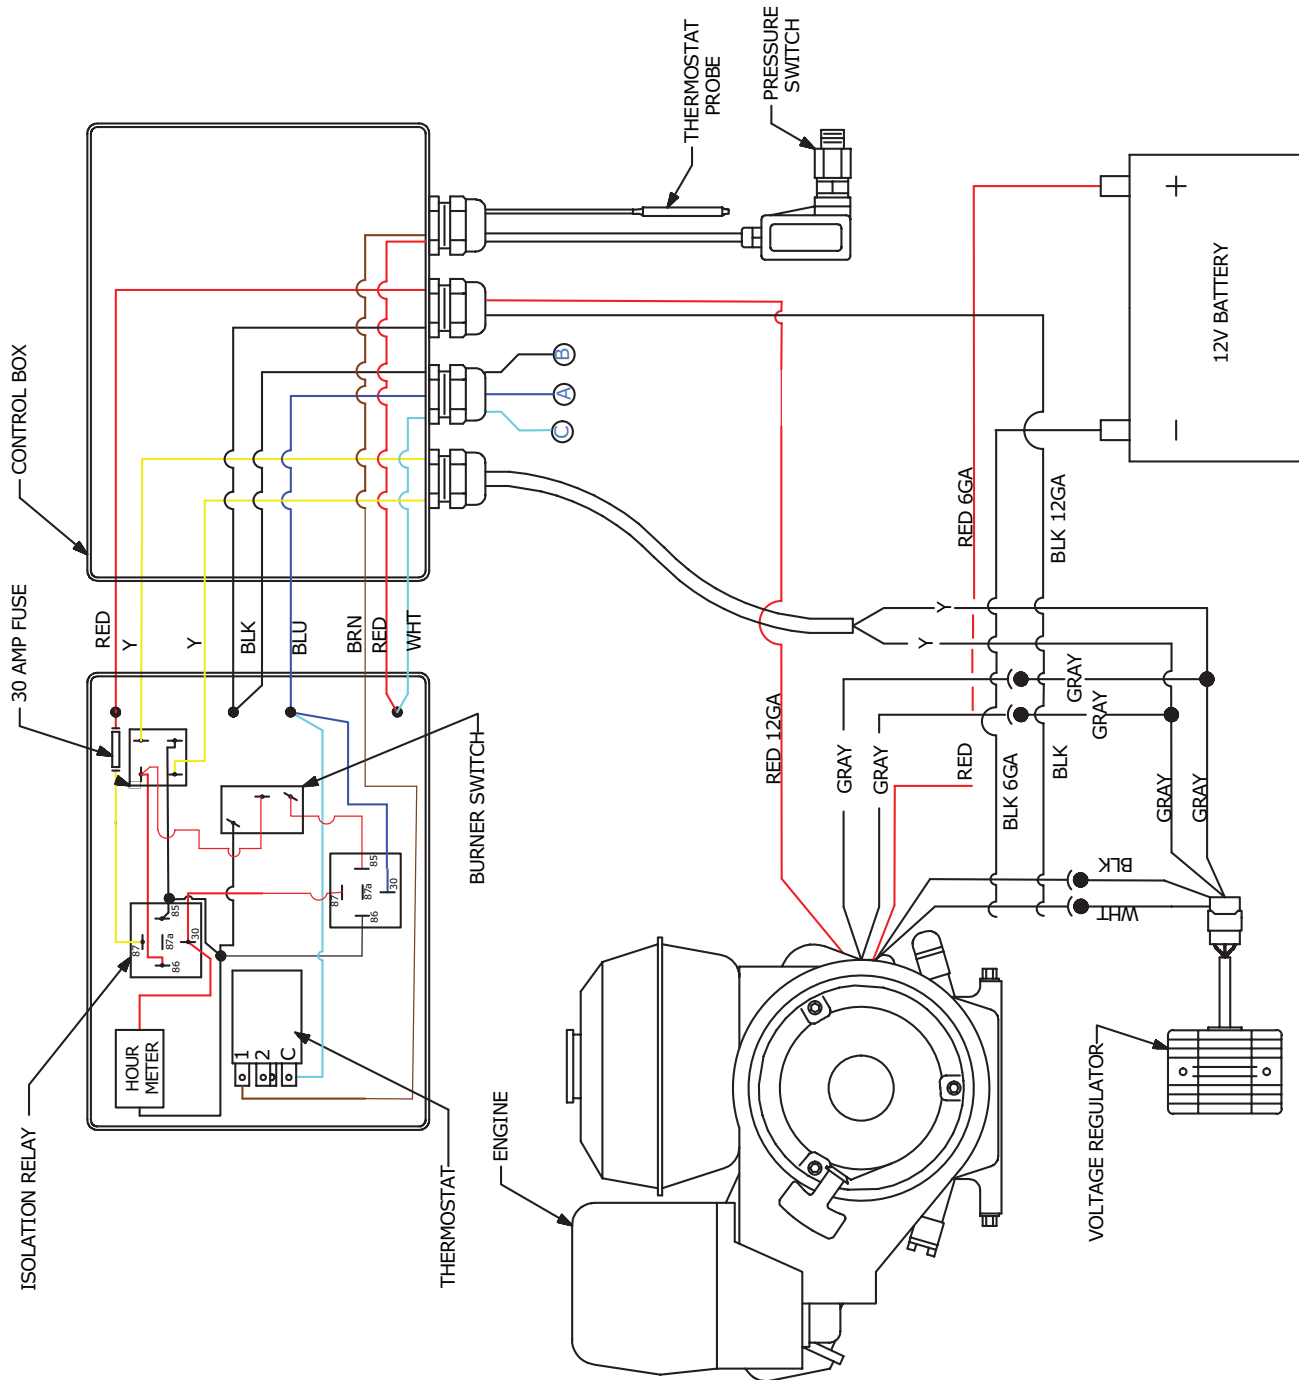 CONTROL BOX
30 AMP FUSE
ISOLATION RELAY
THERMOSTAT
PROBE
PRESSURE
SWITCH
RED
Y
Y
BLK
BLU
BRN
RED
WHT
BURNER SWITCH
THERMOSTAT
HOUR
METER
87
87a
85
30
86
87
87a
85
30
86
1
2
C
B
A
C
ENGINE
VOLTAGE REGULATOR
12V BATTERY
+
-
RED 6GA
BLK 12GA
RED 12GA
Y
Y
GRAY
GRAY
GRAY
GRAY
RED
BLK 6GA
BLK
GRAY
GRAY
BLK
WHT